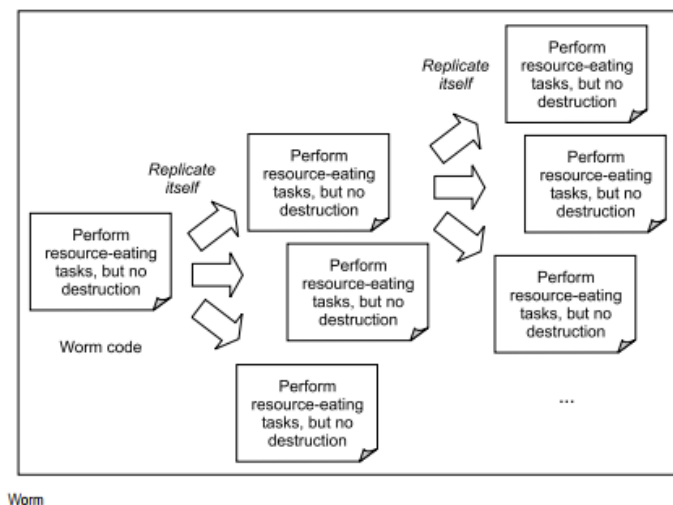 Perform
resource-eating
tasks, but no
destruction
Worm code
Replicate
itself
Perform
resource-eating
tasks, but no
destruction
Perform
resource-eating
tasks, but no
destruction
Perform
resource-eating
tasks, but no
destruction
Replicate
itself
Perform
resource-eating
tasks, but no
destruction
Perform
resource-eating
tasks, but no
destruction
Perform
resource-eating
tasks, but no
destruction
...
Worm